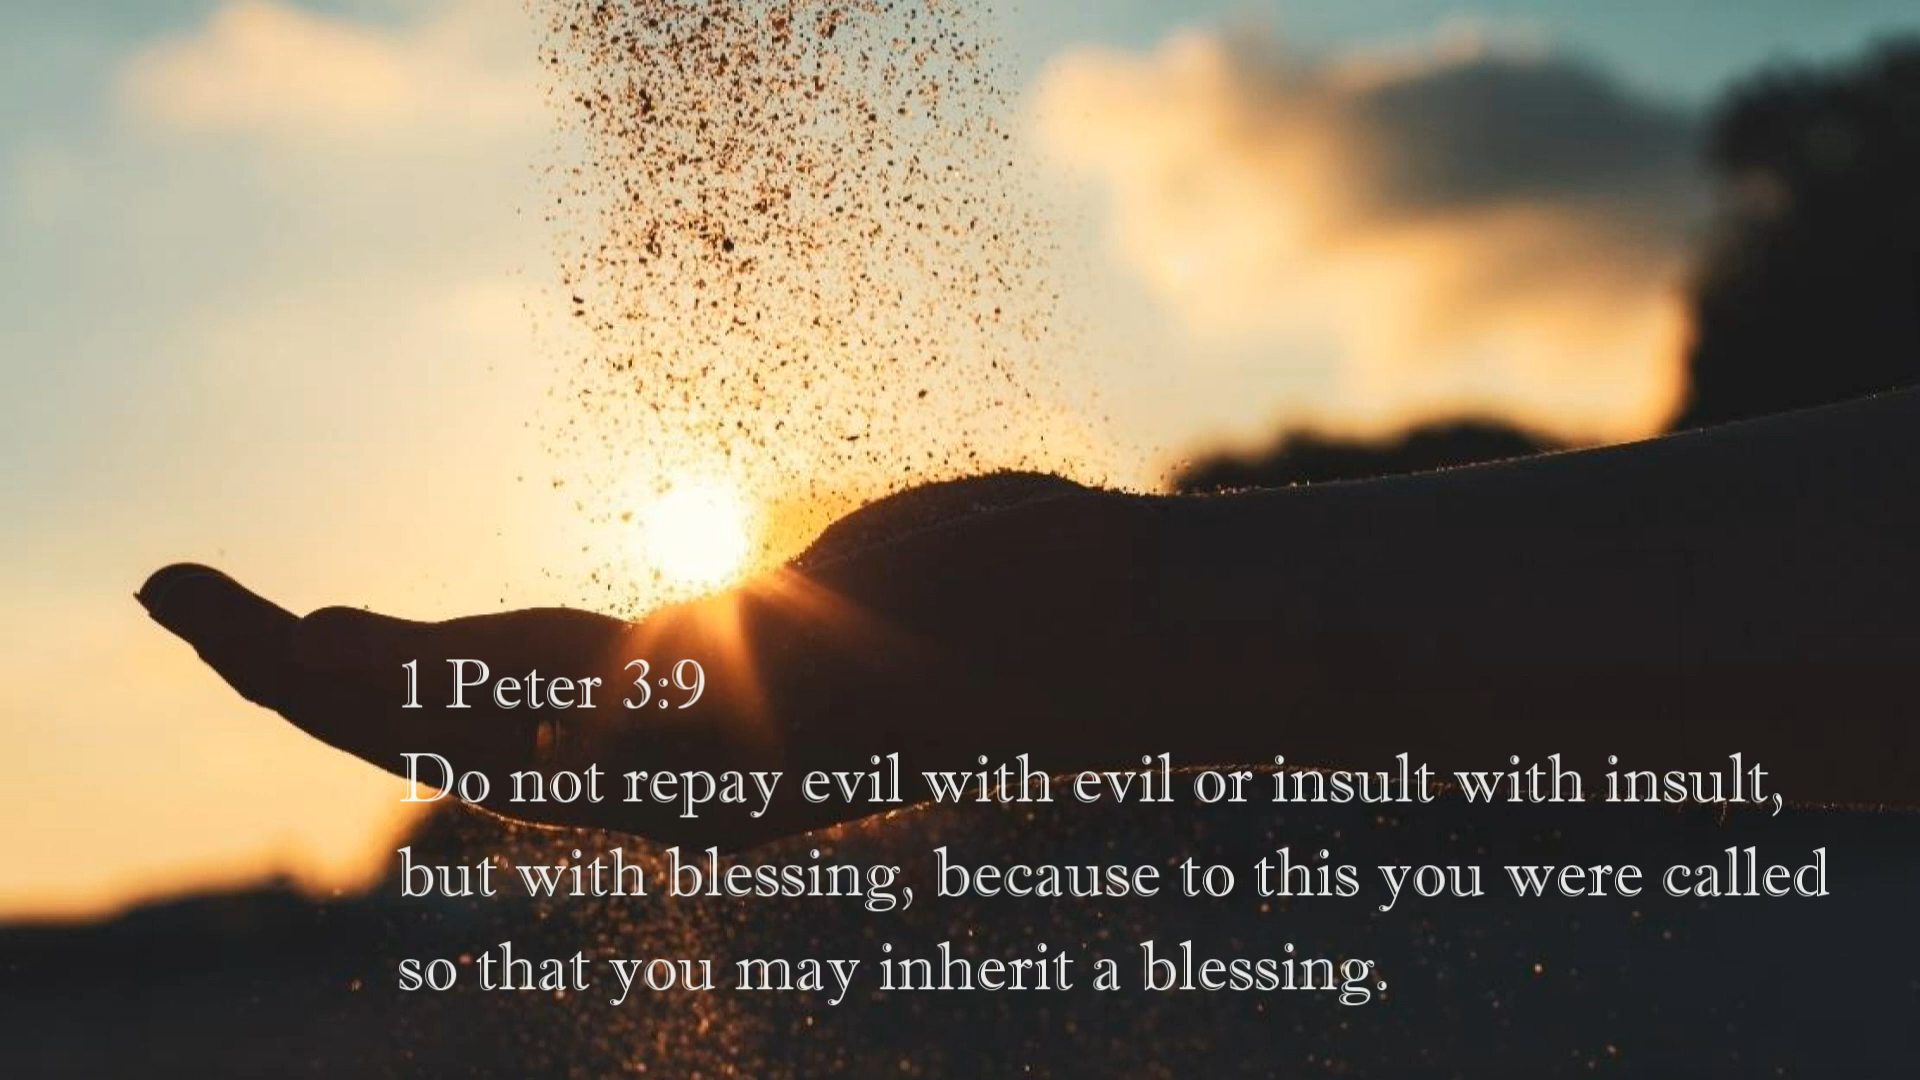 1 Peter 3:9
Do not repay evil with evil or insult with insult,
but with blessing, because to this you were called
so that you may inherit a blessing.